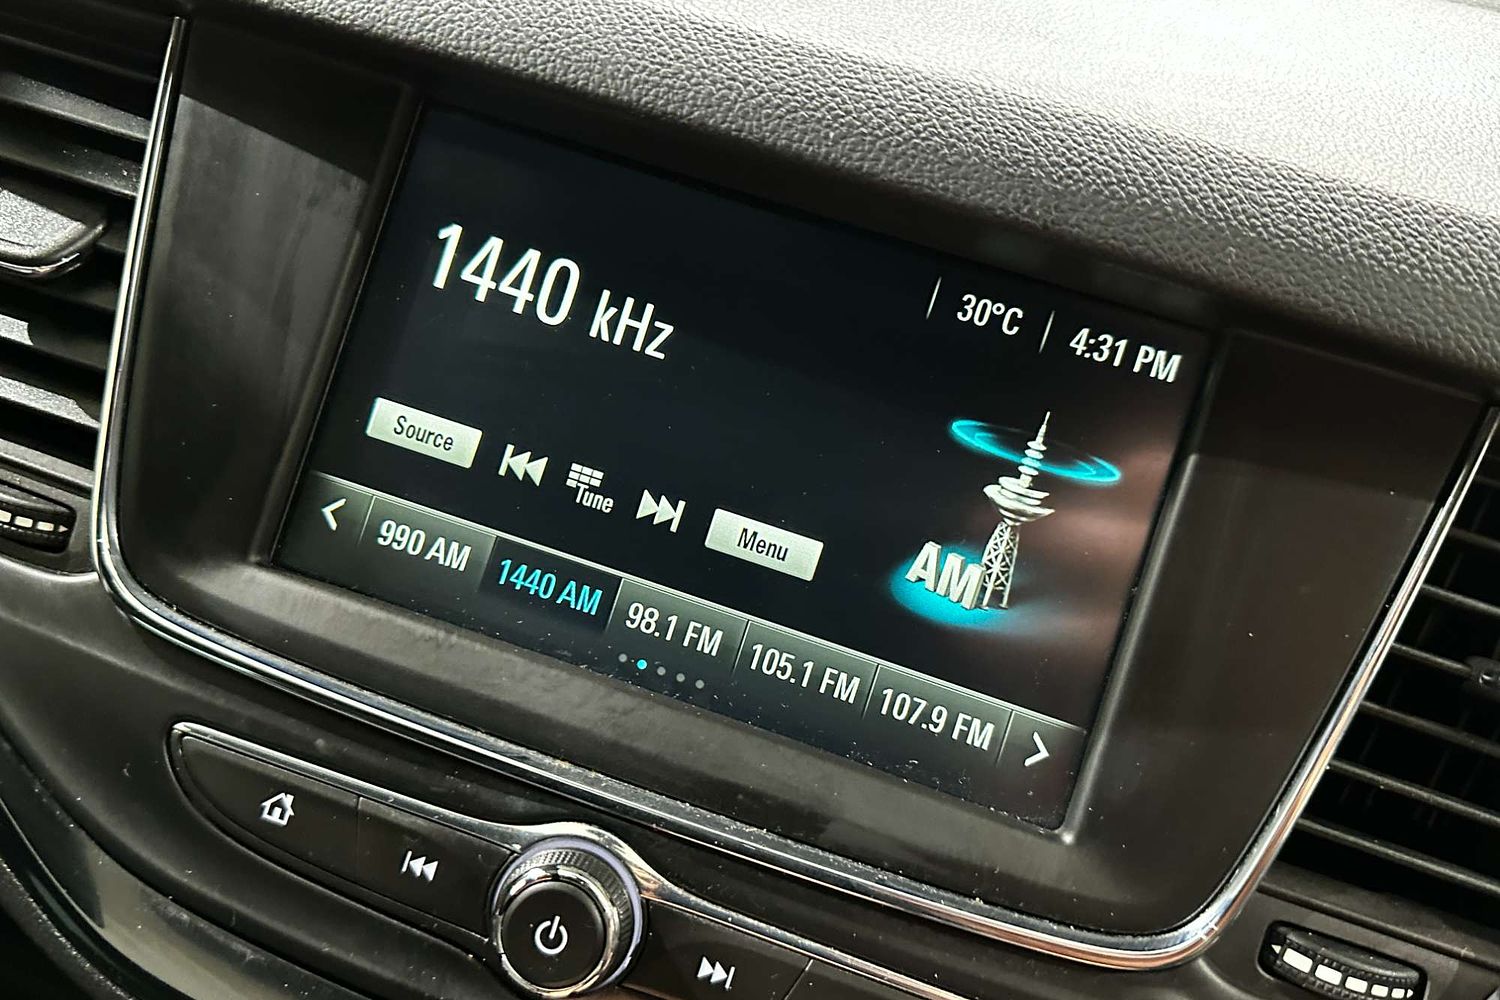 30°C
4:31 PM
1440 kHz
Source
Tune
Menu
AM
990 AM
1440 AM
98.1 FM
105.1 FM
107.9 FM